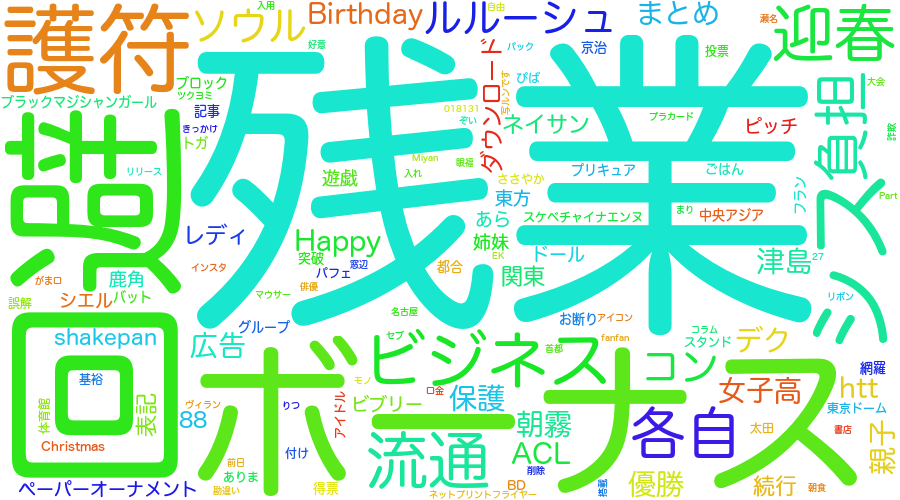 護符
ソウル
Birthday
ルルーシュ
自由
まとめ
瀬名
迎春
入用
好意
パック
京治
投票
ブロック
ツクヨミ
ブラックマジシャンガール
記事
きっかけ
トガ
残業
018131
ぞい
ダウンロード
写ルンです
ぴぱ
ネイサン
プラカード
ピッチ
負担
大会
詐欺
回避
リリース
遊戯
Miyan
眼福
入れ
ささやか
プリキュア
ごはん
東方
フラン
Part
シス
レディ
Happy
あら
スケベチャイナエンヌ
まり
中央アジア
姉妹
EK
ドール
津島
27
突破
窓辺
パフェ
都合
関東
鹿角
インスタ
がま口
シエル
バット
マウサー
俳優
リボン
誤解
名古屋
お断り
アイコン
グループ
shakepan
広告
セブ
ビジネス
首都
fanfan
コラム
スタンド
デク
コン
網羅
基裕
モノ
保護
口金
女子高
htt
ボーナス
ヴィラン
88
りつ
アイドル
ビブリー
体育館
表記
流通
朝霧
各自
東京ドーム
太田
書店
親子
Christmas
付け
ACL
前日
ありま
削除
優勝
続行
ペーパーオーナメント
勘違い
得票
BD
ネットプリントフライヤー
搭載
朝食